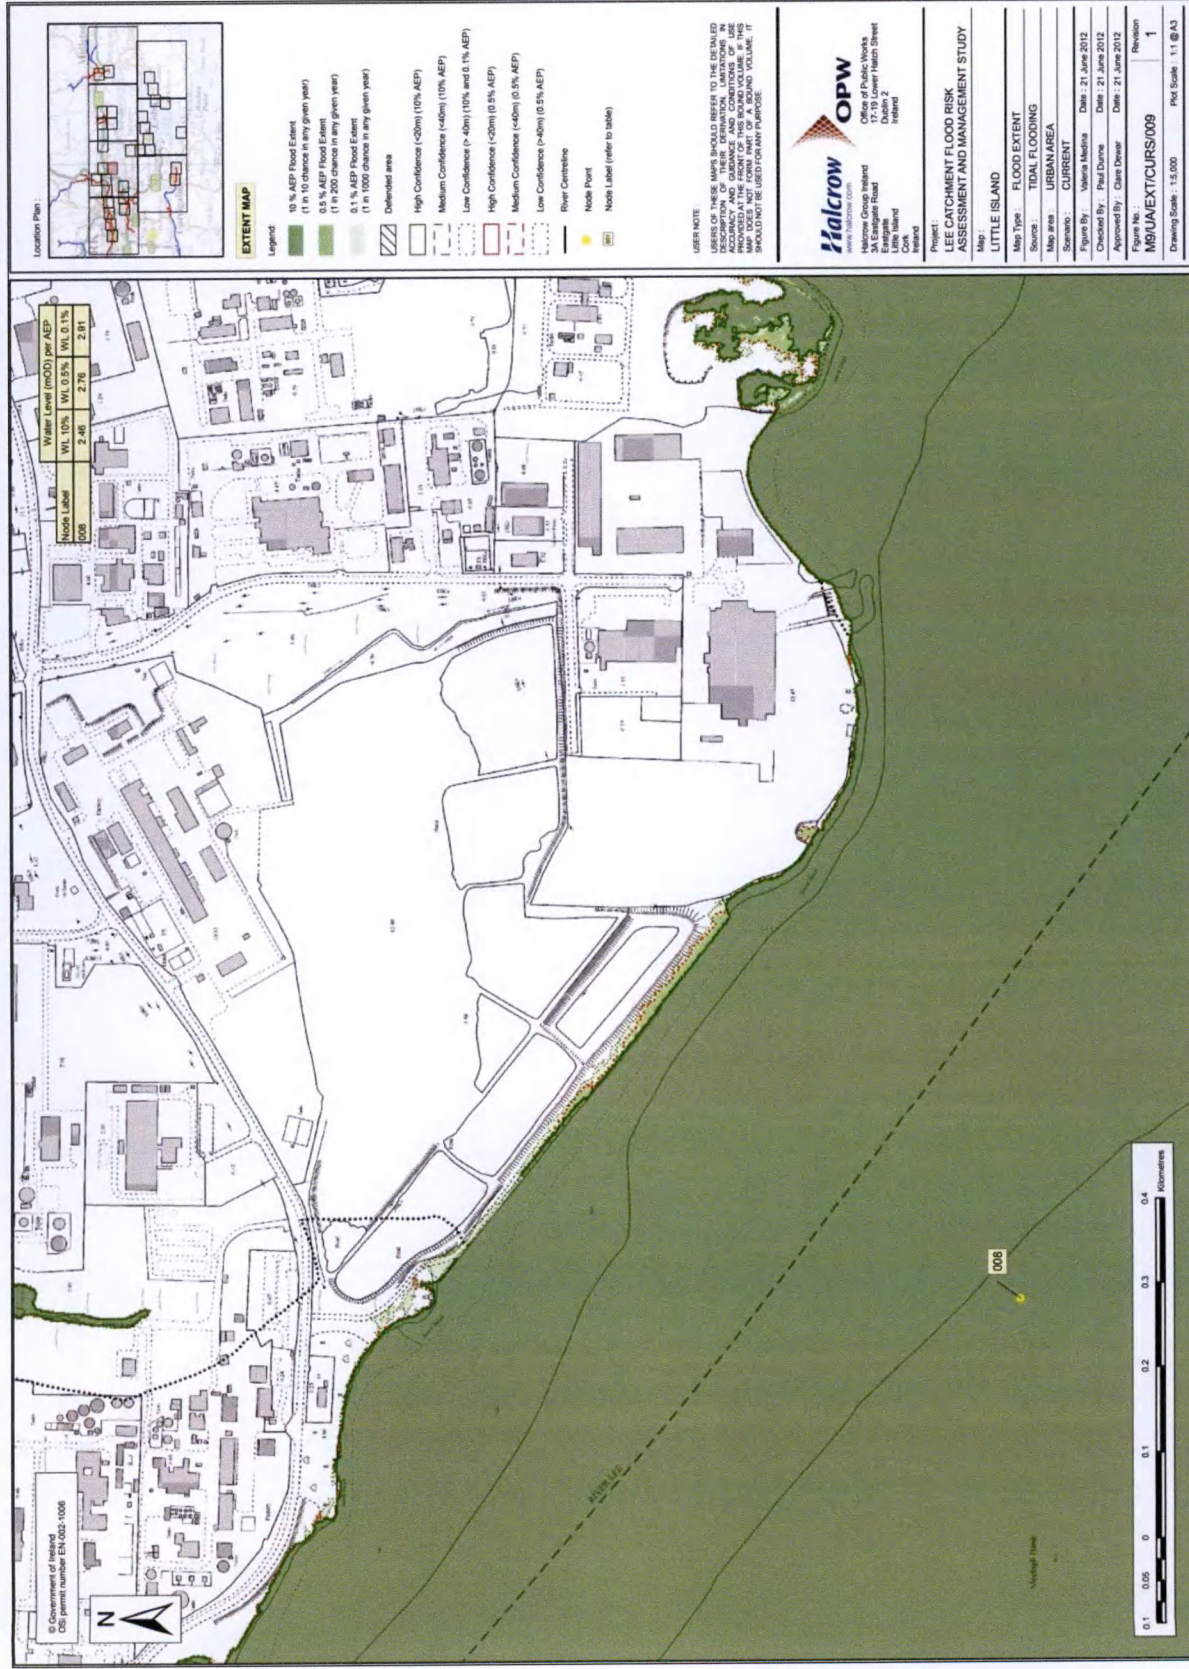 Location Plan :
EXTENT MAP
Legend:
10 % AEP Flood Extent
(1 in 10 chance in any given year)
0.5 % AEP Flood Extent
(1 in 200 chance in any given year)
0.1 % AEP Flood Extent
(1 in 1000 chance in any given year)
Defended area
High Confidence (<20m) (10% AEP)
Medium Confidence (<40m) (10% AEP)
Low Confidence (> 40m) (10% and 0.1% AEP)
High Confidence (<20m) (0.5% AEP)
Medium Confidence (<40m) (0.5% AEP)
Low Confidence (>40m) (0.5% AEP)
River Centreline
Node Point
001 Node Label (refer to table)
USER NOTE :
USERS OF THESE MAPS SHOULD REFER TO THE DETAILED
DESCRIPTION OF THEIR DERIVATION, LIMITATIONS IN
ACCURACY AND GUIDANCE AND CONDITIONS OF USE
PROVIDED AT THE FRONT OF THIS BOUND VOLUME. IF THIS
MAP DOES NOT FORM PART OF A BOUND VOLUME, IT
SHOULD NOT BE USED FOR ANY PURPOSE.
Halcrow
www.halcrow.com
Halcrow Group Ireland
3A Eastgate Road
Eastgate
Little Island
Cork
Ireland
OPW
Office of Public Works
17-19 Lower Hatch Street
Dublin 2
Ireland
Project:
LEE CATCHMENT FLOOD RISK
ASSESSMENT AND MANAGEMENT STUDY
Map :
LITTLE ISLAND
Map Type : FLOOD EXTENT
Source : TIDAL FLOODING
Map area : URBAN AREA
Scenario : CURRENT
Figure By : Valeria Medina Date : 21 June 2012
Checked By : Paul Dunne Date : 21 June 2012
Approved By : Clare Dewar Date : 21 June 2012
Figure No. : Revision
M9/UA/EXT/CURS/009 1
Drawing Scale : 1:5,000 Plot Scale : 1:1 @ A3
Water Level (mOD) per AEP
Node Label WL 10% WL 0.5% WL 0.1%
008 2.46 2.76 2.91
© Government of Ireland
OSi permit number EN-002-1006
N
RIVER LEE
008
0.1 0.05 0 0.1 0.2 0.3 0.4
Kilometres